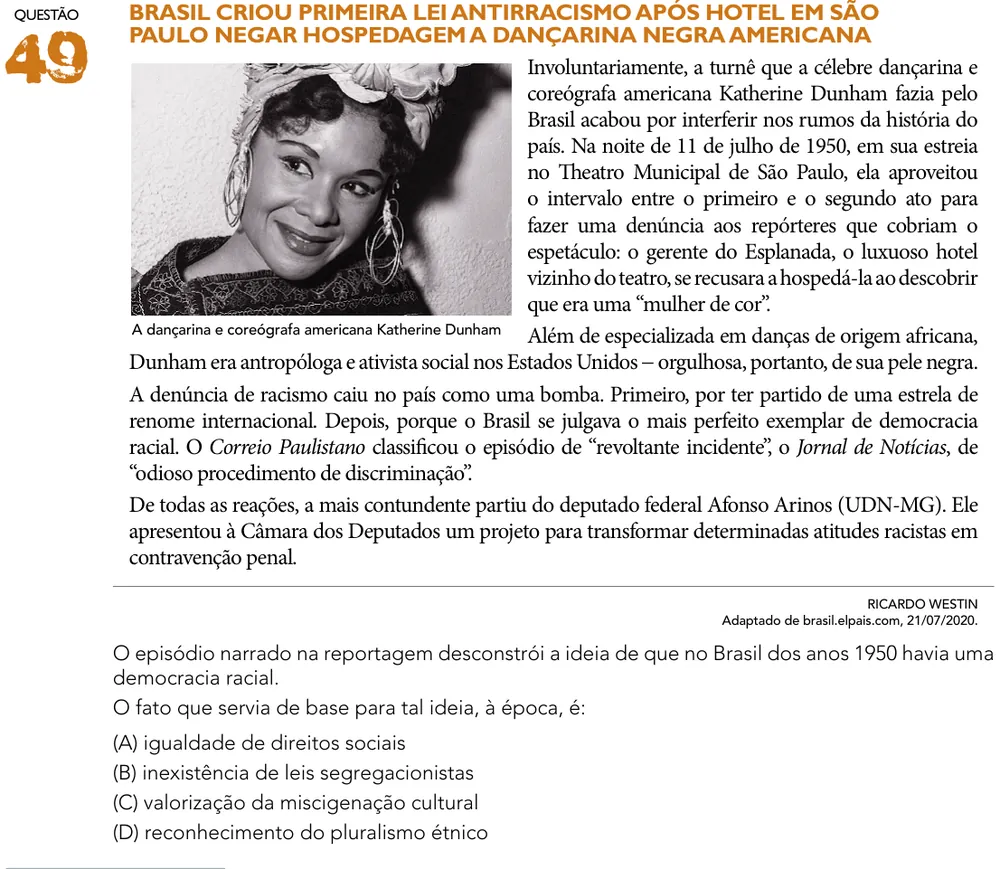 QUESTÃO
49
BRASIL CRIOU PRIMEIRA LEI ANTIRRACISMO APÓS HOTEL EM SÃO
PAULO NEGAR HOSPEDAGEM A DANÇARINA NEGRA AMERICANA
Involuntariamente, a turnê que a célebre dançarina e
coreógrafa americana Katherine Dunham fazia pelo
Brasil acabou por interferir nos rumos da história do
país. Na noite de 11 de julho de 1950, em sua estreia
no Theatro Municipal de São Paulo, ela aproveitou
o intervalo entre o primeiro e o segundo ato para
fazer uma denúncia aos repórteres que cobriam o
espetáculo: o gerente do Esplanada, o luxuoso hotel
vizinho do teatro, se recusara a hospedá-la ao descobrir
que era uma “mulher de cor”.
A dançarina e coreógrafa americana Katherine Dunham
Além de especializada em danças de origem africana,
Dunham era antropóloga e ativista social nos Estados Unidos – orgulhosa, portanto, de sua pele negra.
A denúncia de racismo caiu no país como uma bomba. Primeiro, por ter partido de uma estrela de
renome internacional. Depois, porque o Brasil se julgava o mais perfeito exemplar de democracia
racial. O Correio Paulistano classificou o episódio de “revoltante incidente”, o Jornal de Notícias, de
“odioso procedimento de discriminação”.
De todas as reações, a mais contundente partiu do deputado federal Afonso Arinos (UDN-MG). Ele
apresentou à Câmara dos Deputados um projeto para transformar determinadas atitudes racistas em
contravenção penal.
RICARDO WESTIN
Adaptado de brasil.elpais.com, 21/07/2020.
O episódio narrado na reportagem desconstrói a ideia de que no Brasil dos anos 1950 havia uma
democracia racial.
O fato que servia de base para tal ideia, à época, é:
(A) igualdade de direitos sociais
(B) inexistência de leis segregacionistas
(C) valorização da miscigenação cultural
(D) reconhecimento do pluralismo étnico